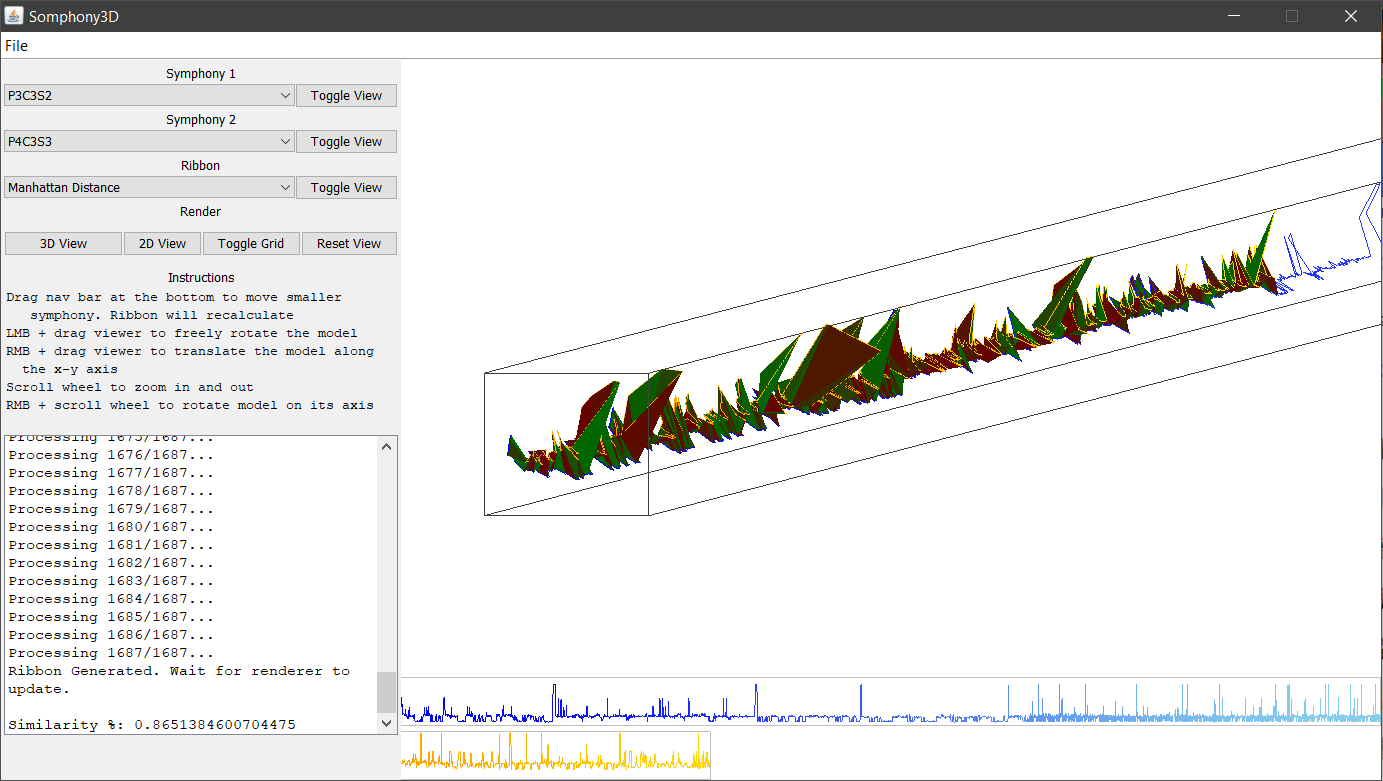 Somphony3D
File
Symphony 1
P3C3S2
Toggle View
Symphony 2
P4C3S3
Toggle View
Ribbon
Manhattan Distance
Toggle View
Render
3D View
2D View
Toggle Grid
Reset View
Instructions
Drag nav bar at the bottom to move smaller
symphony. Ribbon will recalculate
LMB + drag viewer to freely rotate the model
RMB + drag viewer to translate the model along
the x-y axis
Scroll wheel to zoom in and out
RMB + scroll wheel to rotate model on its axis
Processing 1675/1687...
Processing 1676/1687...
Processing 1677/1687...
Processing 1678/1687...
Processing 1679/1687...
Processing 1680/1687...
Processing 1681/1687...
Processing 1682/1687...
Processing 1683/1687...
Processing 1684/1687...
Processing 1685/1687...
Processing 1686/1687...
Processing 1687/1687...
Ribbon Generated. Wait for renderer to
update.
Similarity %: 0.8651384600704475